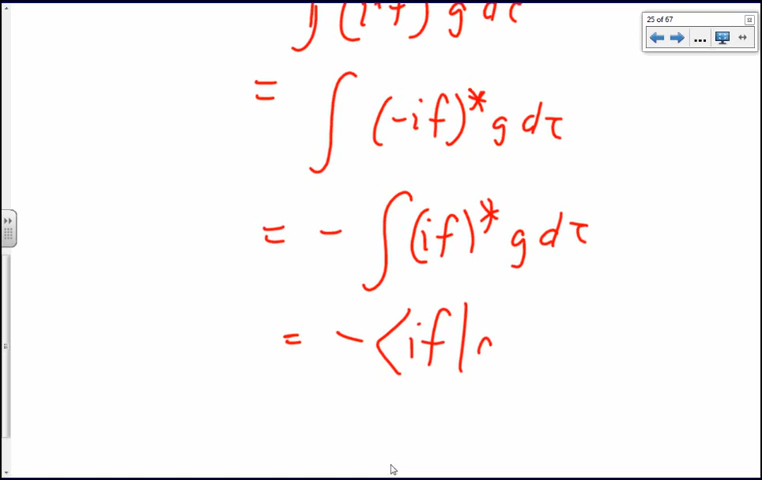 25 of 67
= ∫ (-if)* g dτ
= - ∫ (if)* g dτ
= - <if|